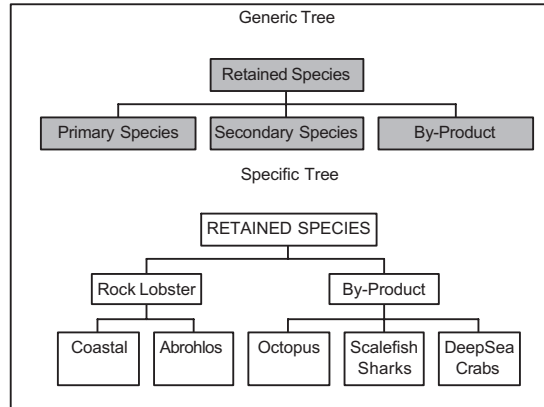 Generic Tree
Retained Species
Primary Species
Secondary Species
By-Product
Specific Tree
RETAINED SPECIES
Rock Lobster
By-Product
Coastal
Abrohlos
Octopus
Scalefish
Sharks
DeepSea
Crabs